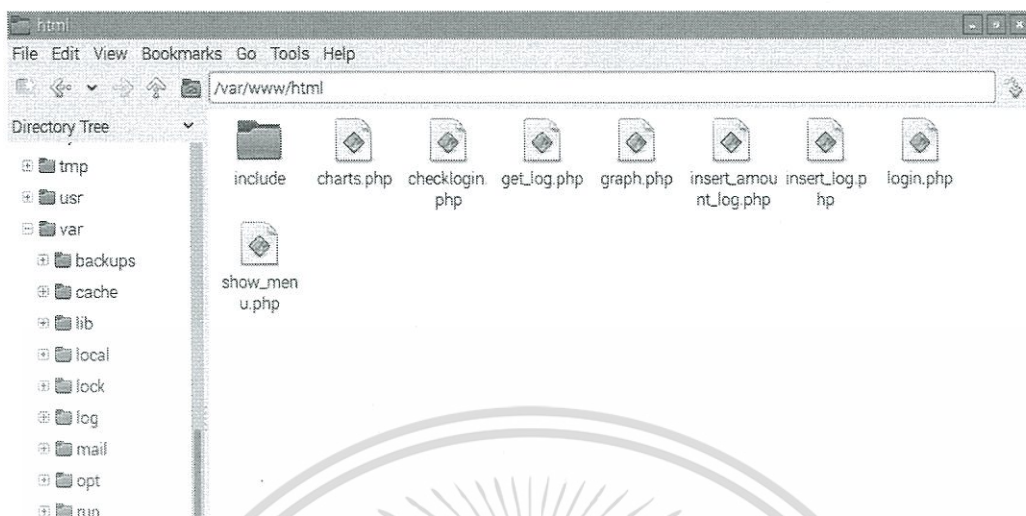 html
File Edit View Bookmarks Go Tools Help
/var/www/html
Directory Tree
tmp
usr
var
backups
cache
lib
local
lock
log
mail
opt
run
include
charts.php
checklogin.
php
get_log.php
graph.php
insert_amou
nt_log.php
insert_log.p
hp
login.php
show_men
u.php